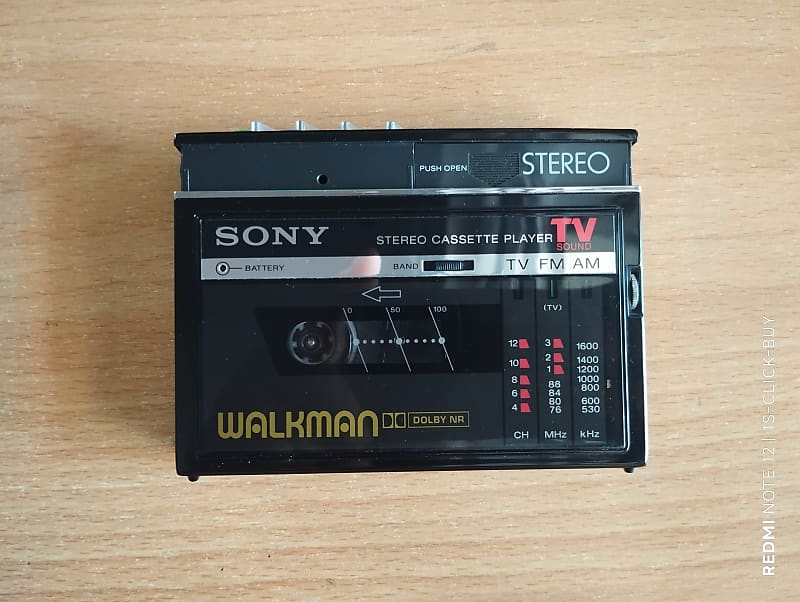 PUSH OPEN STEREO
SONY STEREO CASSETTE PLAYER TV
SOUND
BATTERY BAND TV FM AM
(TV)
0 50 100
12 3 1600
10 2 1400
1 1200
8 88 1000
6 84 800
80 600
4 76 530
WALKMAN DOLBY NR
CH MHz kHz
REDMI NOTE 12 | ITS-CLICK-BUY